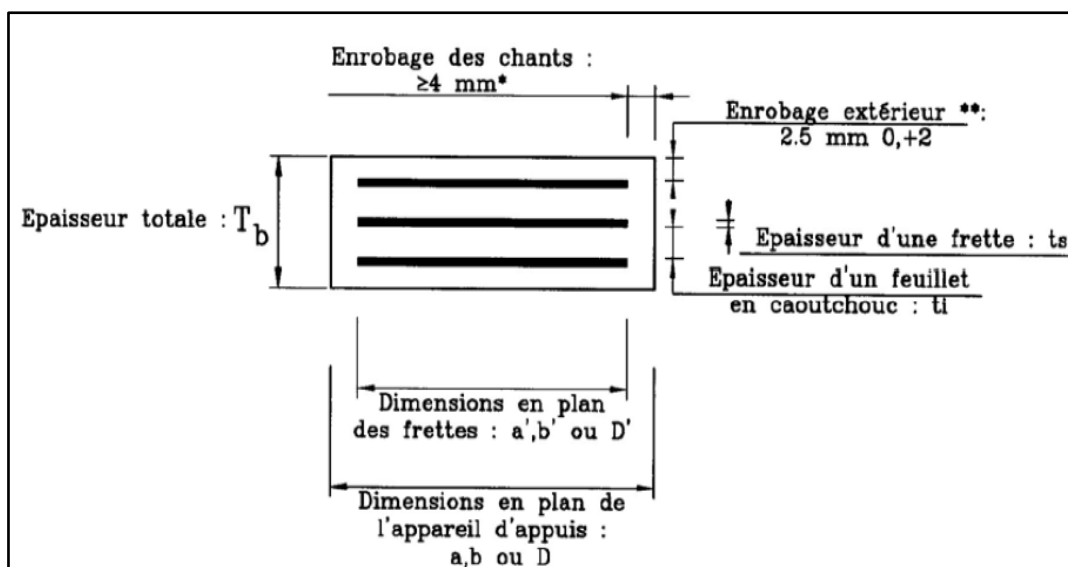 Enrobage des chants :
≥4 mm*
Enrobage extérieur **:
2.5 mm 0,+2
Epaisseur totale : Tb
Epaisseur d'une frette : ts
Epaisseur d'un feuillet
en caoutchouc : ti
Dimensions en plan
des frettes : a',b' ou D'
Dimensions en plan de
l'appareil d'appuis :
a,b ou D